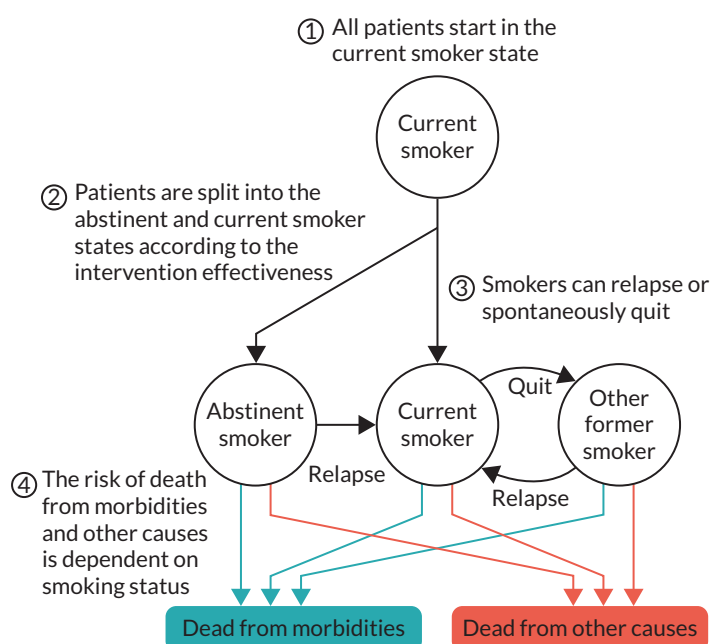 ① All patients start in the
current smoker state
Current
smoker
② Patients are split into the
abstinent and current smoker
states according to the
intervention effectiveness
③ Smokers can relapse or
spontaneously quit
Abstinent
smoker
Relapse
Current
smoker
Quit
Relapse
Other
former
smoker
④ The risk of death
from morbidities
and other causes
is dependent on
smoking status
Dead from morbidities
Dead from other causes